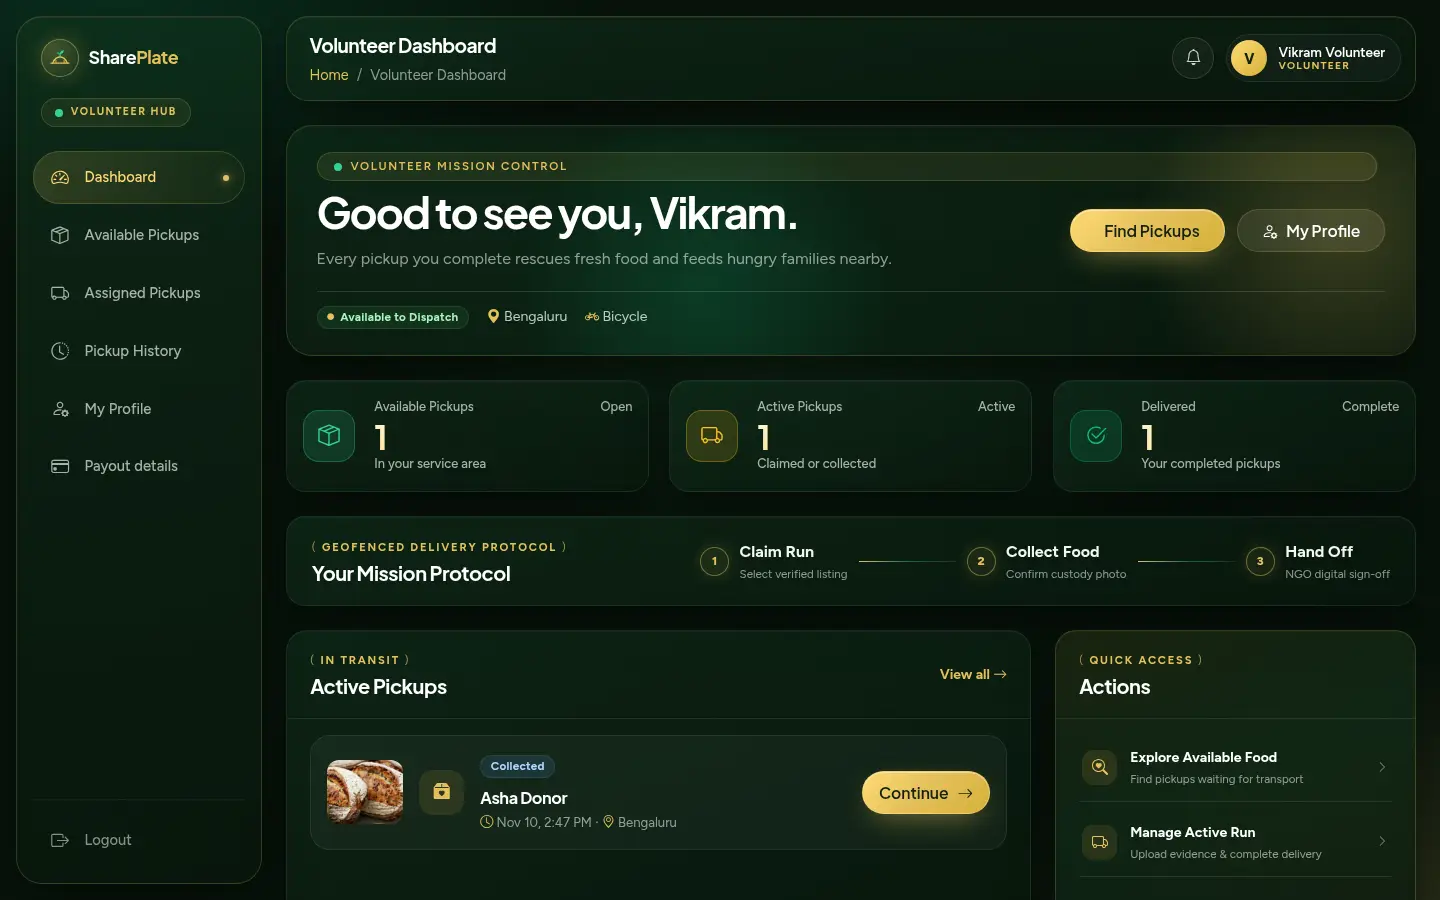 SharePlate
VOLUNTEER HUB
Dashboard
Available Pickups
Assigned Pickups
Pickup History
My Profile
Payout details
Logout
Volunteer Dashboard
Home / Volunteer Dashboard
V
Vikram Volunteer
VOLUNTEER
VOLUNTEER MISSION CONTROL
Good to see you, Vikram.
Every pickup you complete rescues fresh food and feeds hungry families nearby.
Find Pickups
My Profile
Available to Dispatch
Bengaluru
Bicycle
Available Pickups
Open
1
In your service area
Active Pickups
Active
1
Claimed or collected
Delivered
Complete
1
Your completed pickups
( GEOFENCED DELIVERY PROTOCOL )
Your Mission Protocol
1
Claim Run
Select verified listing
2
Collect Food
Confirm custody photo
3
Hand Off
NGO digital sign-off
( IN TRANSIT )
Active Pickups
View all →
Collected
Asha Donor
Nov 10, 2:47 PM · Bengaluru
Continue →
( QUICK ACCESS )
Actions
Explore Available Food
Find pickups waiting for transport
Manage Active Run
Upload evidence & complete delivery